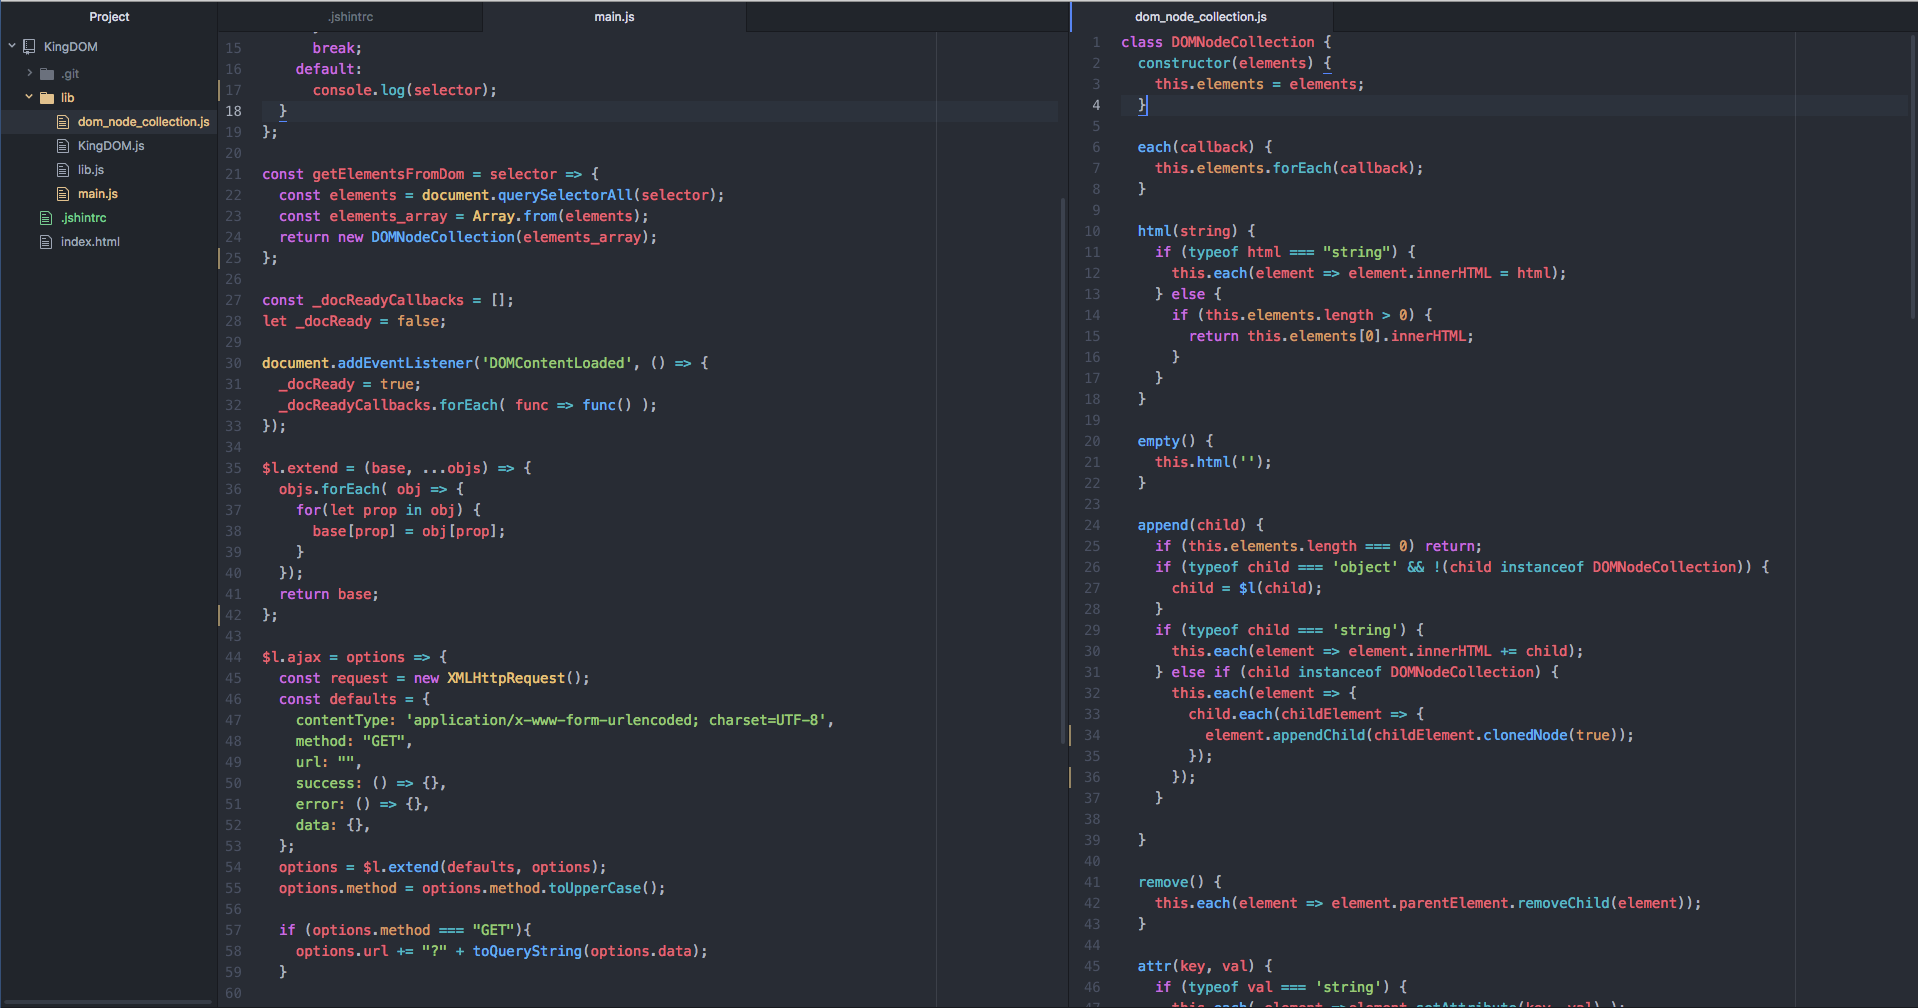 Project
KingDOM
.git
lib
dom_node_collection.js
KingDOM.js
lib.js
main.js
.jshintrc
index.html
.jshintrc
main.js
15 break;
16 default:
17 console.log(selector);
18 }
19 };
20
21 const getElementsFromDom = selector => {
22 const elements = document.querySelectorAll(selector);
23 const elements_array = Array.from(elements);
24 return new DOMNodeCollection(elements_array);
25 };
26
27 const _docReadyCallbacks = [];
28 let _docReady = false;
29
30 document.addEventListener('DOMContentLoaded', () => {
31 _docReady = true;
32 _docReadyCallbacks.forEach( func => func() );
33 });
34
35 $l.extend = (base, ...objs) => {
36 objs.forEach( obj => {
37 for(let prop in obj) {
38 base[prop] = obj[prop];
39 }
40 });
41 return base;
42 };
43
44 $l.ajax = options => {
45 const request = new XMLHttpRequest();
46 const defaults = {
47 contentType: 'application/x-www-form-urlencoded; charset=UTF-8',
48 method: "GET",
49 url: "",
50 success: () => {},
51 error: () => {},
52 data: {},
53 };
54 options = $l.extend(defaults, options);
55 options.method = options.method.toUpperCase();
56
57 if (options.method === "GET"){
58 options.url += "?" + toQueryString(options.data);
59 }
60
dom_node_collection.js
1 class DOMNodeCollection {
2 constructor(elements) {
3 this.elements = elements;
4 }
5
6 each(callback) {
7 this.elements.forEach(callback);
8 }
9
10 html(string) {
11 if (typeof html === "string") {
12 this.each(element => element.innerHTML = html);
13 } else {
14 if (this.elements.length > 0) {
15 return this.elements[0].innerHTML;
16 }
17 }
18 }
19
20 empty() {
21 this.html('');
22 }
23
24 append(child) {
25 if (this.elements.length === 0) return;
26 if (typeof child === 'object' && !(child instanceof DOMNodeCollection)) {
27 child = $l(child);
28 }
29 if (typeof child === 'string') {
30 this.each(element => element.innerHTML += child);
31 } else if (child instanceof DOMNodeCollection) {
32 this.each(element => {
33 child.each(childElement => {
34 element.appendChild(childElement.clonedNode(true));
35 });
36 });
37 }
38
39 }
40
41 remove() {
42 this.each(element => element.parentElement.removeChild(element));
43 }
44
45 attr(key, val) {
46 if (typeof val === 'string') {
47 this.each( element =>element.setAttribute(key, val) );